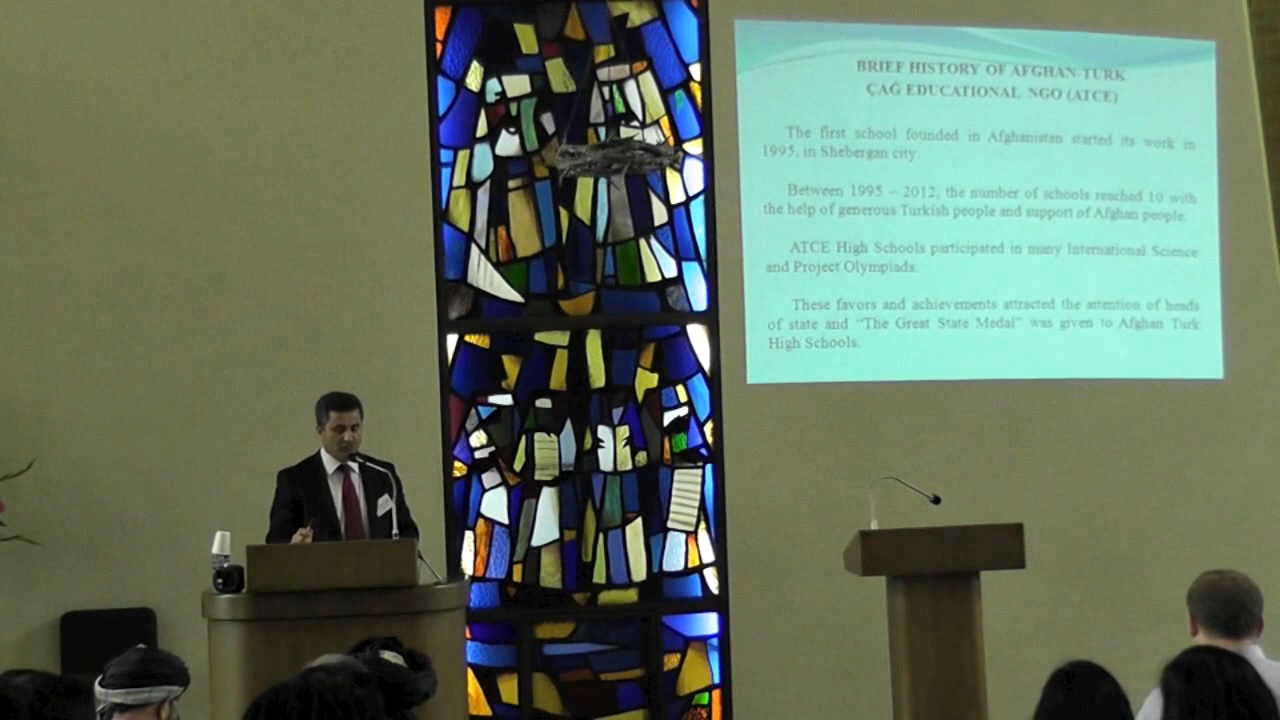 BRIEF HISTORY OF AFGHAN-TURK
ÇAĞ EDUCATIONAL NGO (ATCE)
The first school founded in Afghanistan started its work in
1995, in Shebergan city.
Between 1995 – 2012, the number of schools reached 10 with
the help of generous Turkish people and support of Afghan people.
ATCE High Schools participated in many International Science
and Project Olympiads.
These favors and achievements attracted the attention of heads
of state and “The Great State Medal” was given to Afghan Turk
High Schools.